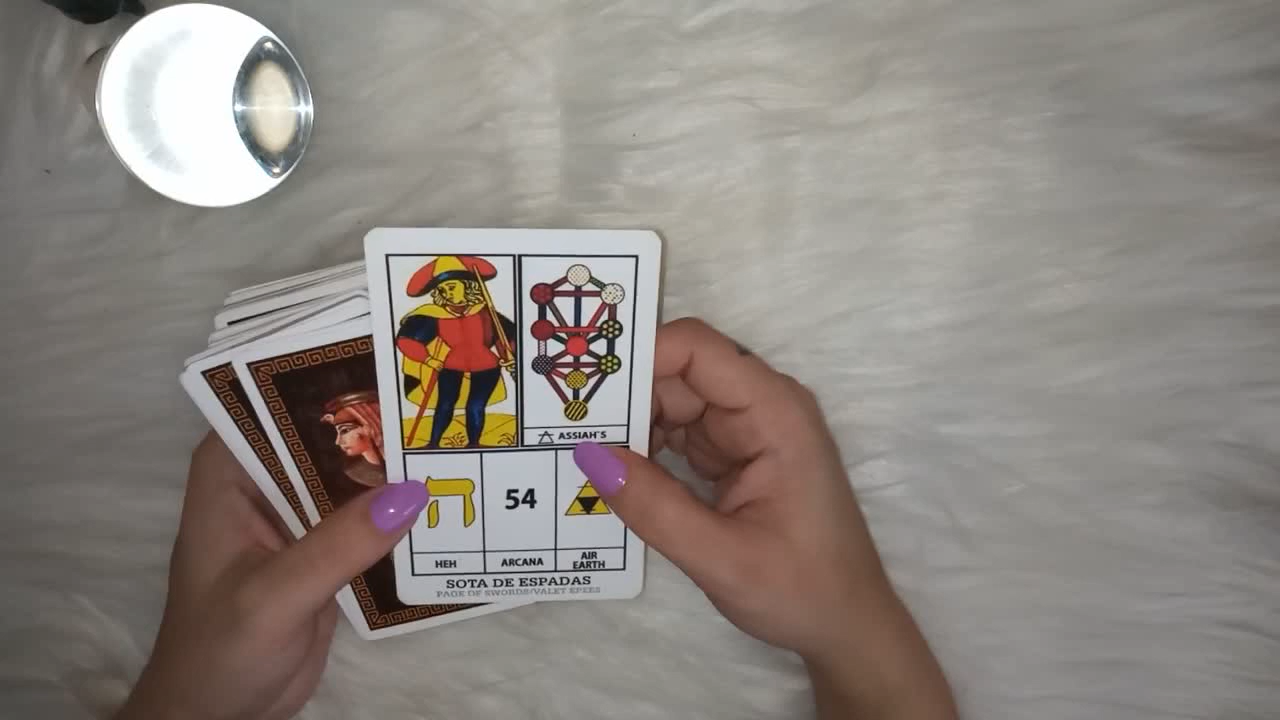 ASSIAH'S
ה
54
HEH
ARCANA
AIR
EARTH
SOTA DE ESPADAS
PAGE OF SWORDS/VALET EPEES